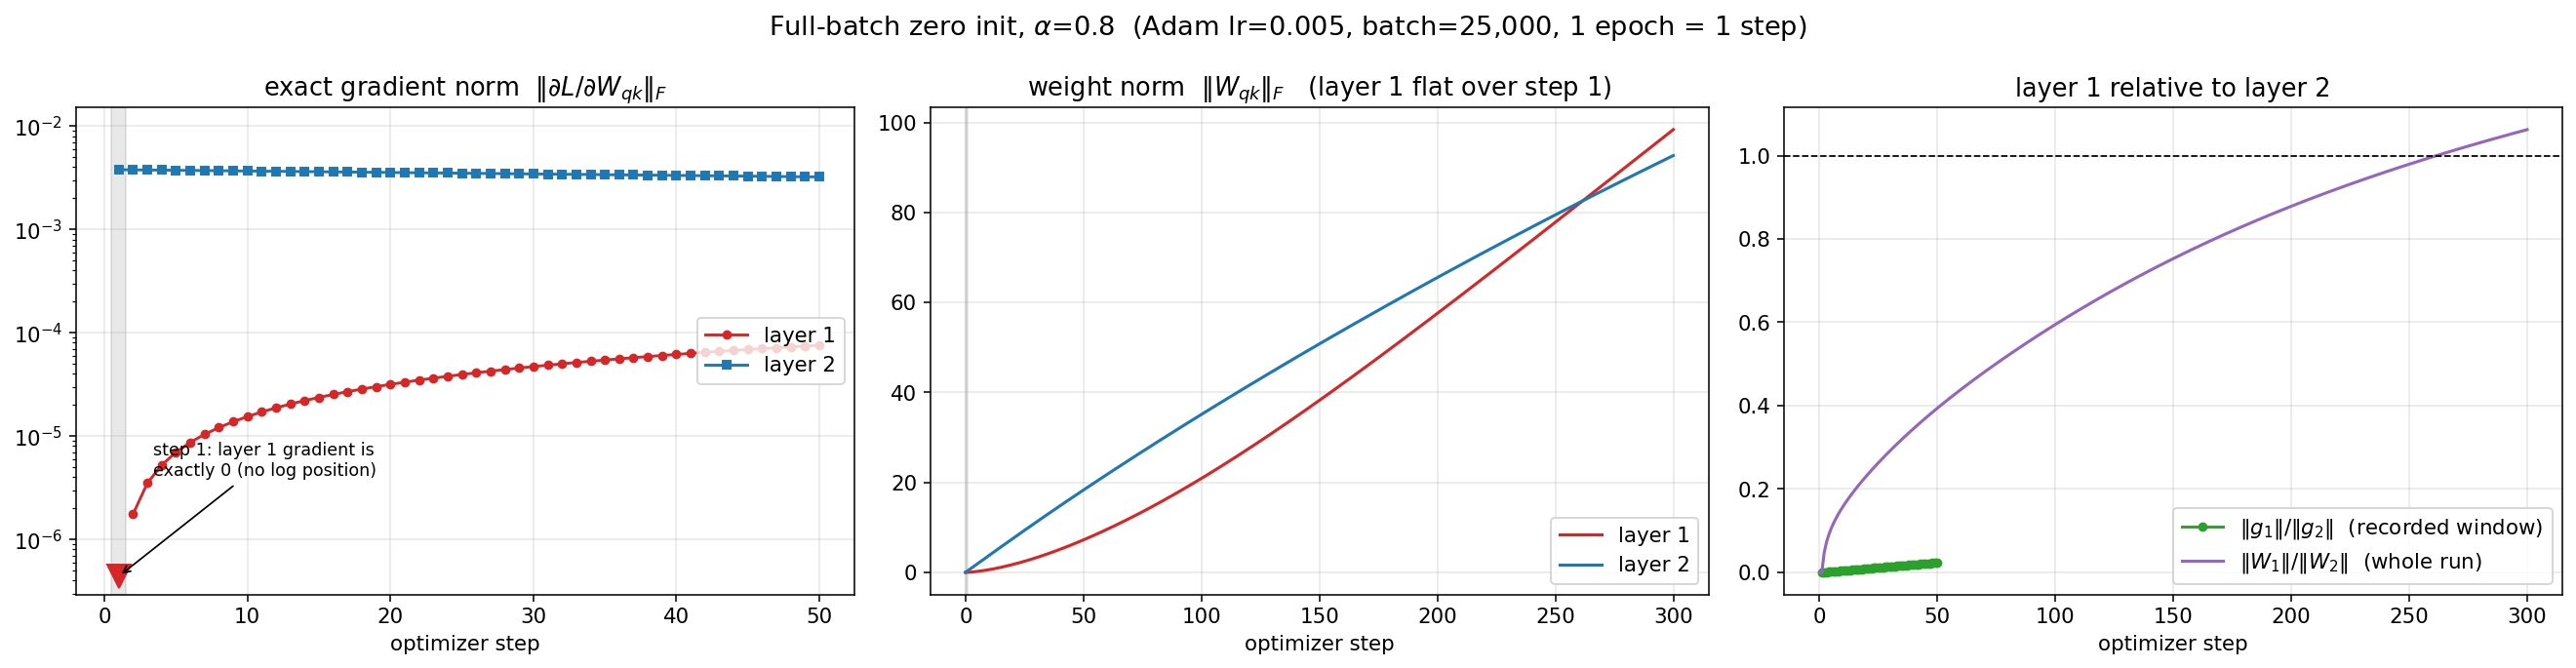 Full-batch zero init, α=0.8 (Adam lr=0.005, batch=25,000, 1 epoch = 1 step)
exact gradient norm ‖∂L/∂W_qk‖_F
10⁻²
10⁻³
10⁻⁴
10⁻⁵
10⁻⁶
layer 1
layer 2
step 1: layer 1 gradient is
exactly 0 (no log position)
0 10 20 30 40 50
optimizer step
weight norm ‖W_qk‖_F (layer 1 flat over step 1)
100
80
60
40
20
0
layer 1
layer 2
0 50 100 150 200 250 300
optimizer step
layer 1 relative to layer 2
1.0
0.8
0.6
0.4
0.2
0.0
‖g₁‖/‖g₂‖ (recorded window)
‖W₁‖/‖W₂‖ (whole run)
0 50 100 150 200 250 300
optimizer step